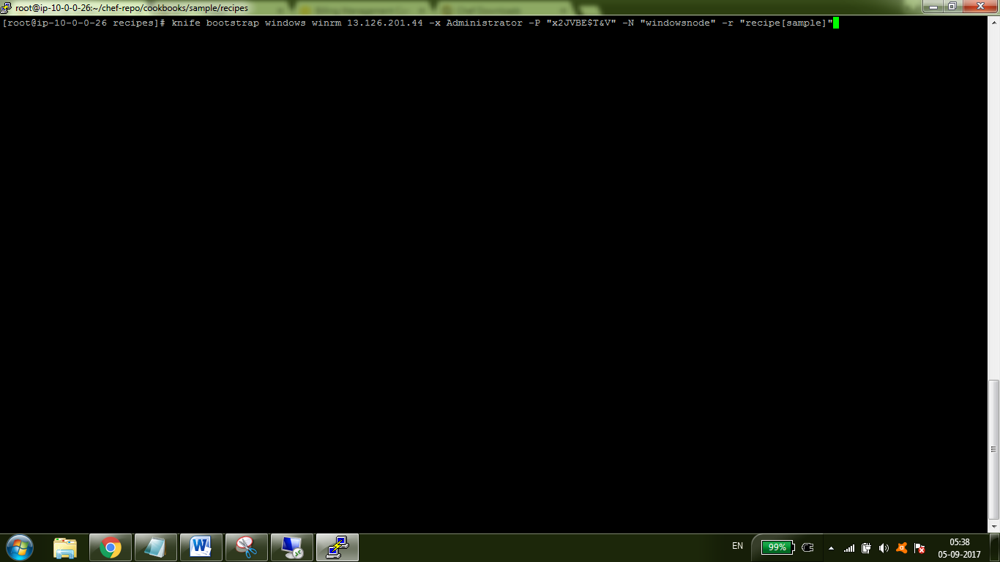 root@ip-10-0-0-26:~/chef-repo/cookbooks/sample/recipes
[root@ip-10-0-0-26 recipes]# knife bootstrap windows winrm 13.126.201.44 -x Administrator -P "x2JVBE$T&V" -N "windowsnode" -r "recipe[sample]"
EN
99%
05:38
05-09-2017